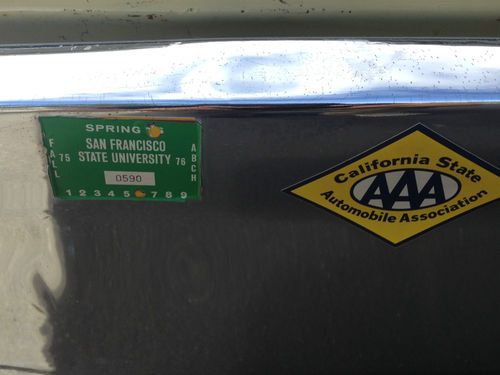 SPRING
SAN FRANCISCO
FALL 75 STATE UNIVERSITY 76 ABCH
0590
1 2 3 4 5 7 8 9
California State
AAA
Automobile Association